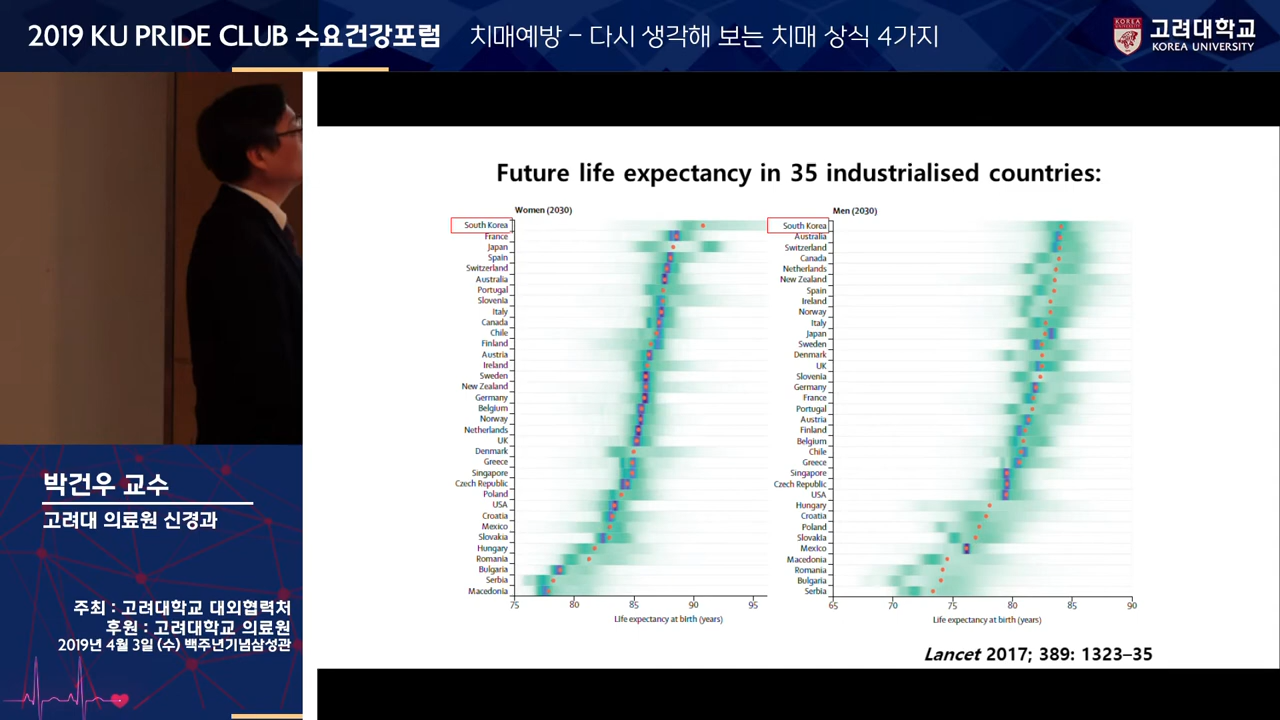 2019 KU PRIDE CLUB 수요건강포럼
치매예방 – 다시 생각해 보는 치매 상식 4가지
KOREA UNIVERSITY
고려대학교
KOREA UNIVERSITY
박건우 교수
고려대 의료원 신경과
주최 : 고려대학교 대외협력처
후원 : 고려대학교 의료원
2019년 4월 3일 (수) 백주년기념삼성관
Future life expectancy in 35 industrialised countries:
Women (2030)
South Korea
France
Japan
Spain
Switzerland
Australia
Portugal
Slovenia
Italy
Canada
Chile
Finland
Austria
Ireland
Sweden
New Zealand
Germany
Belgium
Norway
Netherlands
UK
Denmark
Greece
Singapore
Czech Republic
Poland
USA
Croatia
Mexico
Slovakia
Hungary
Romania
Bulgaria
Serbia
Macedonia
75 80 85 90 95
Life expectancy at birth (years)
Men (2030)
South Korea
Australia
Switzerland
Canada
Netherlands
New Zealand
Spain
Ireland
Norway
Italy
Japan
Sweden
Denmark
UK
Slovenia
Germany
France
Portugal
Austria
Finland
Belgium
Chile
Greece
Singapore
Czech Republic
USA
Hungary
Croatia
Poland
Slovakia
Mexico
Macedonia
Romania
Bulgaria
Serbia
65 70 75 80 85 90
Life expectancy at birth (years)
Lancet 2017; 389: 1323–35